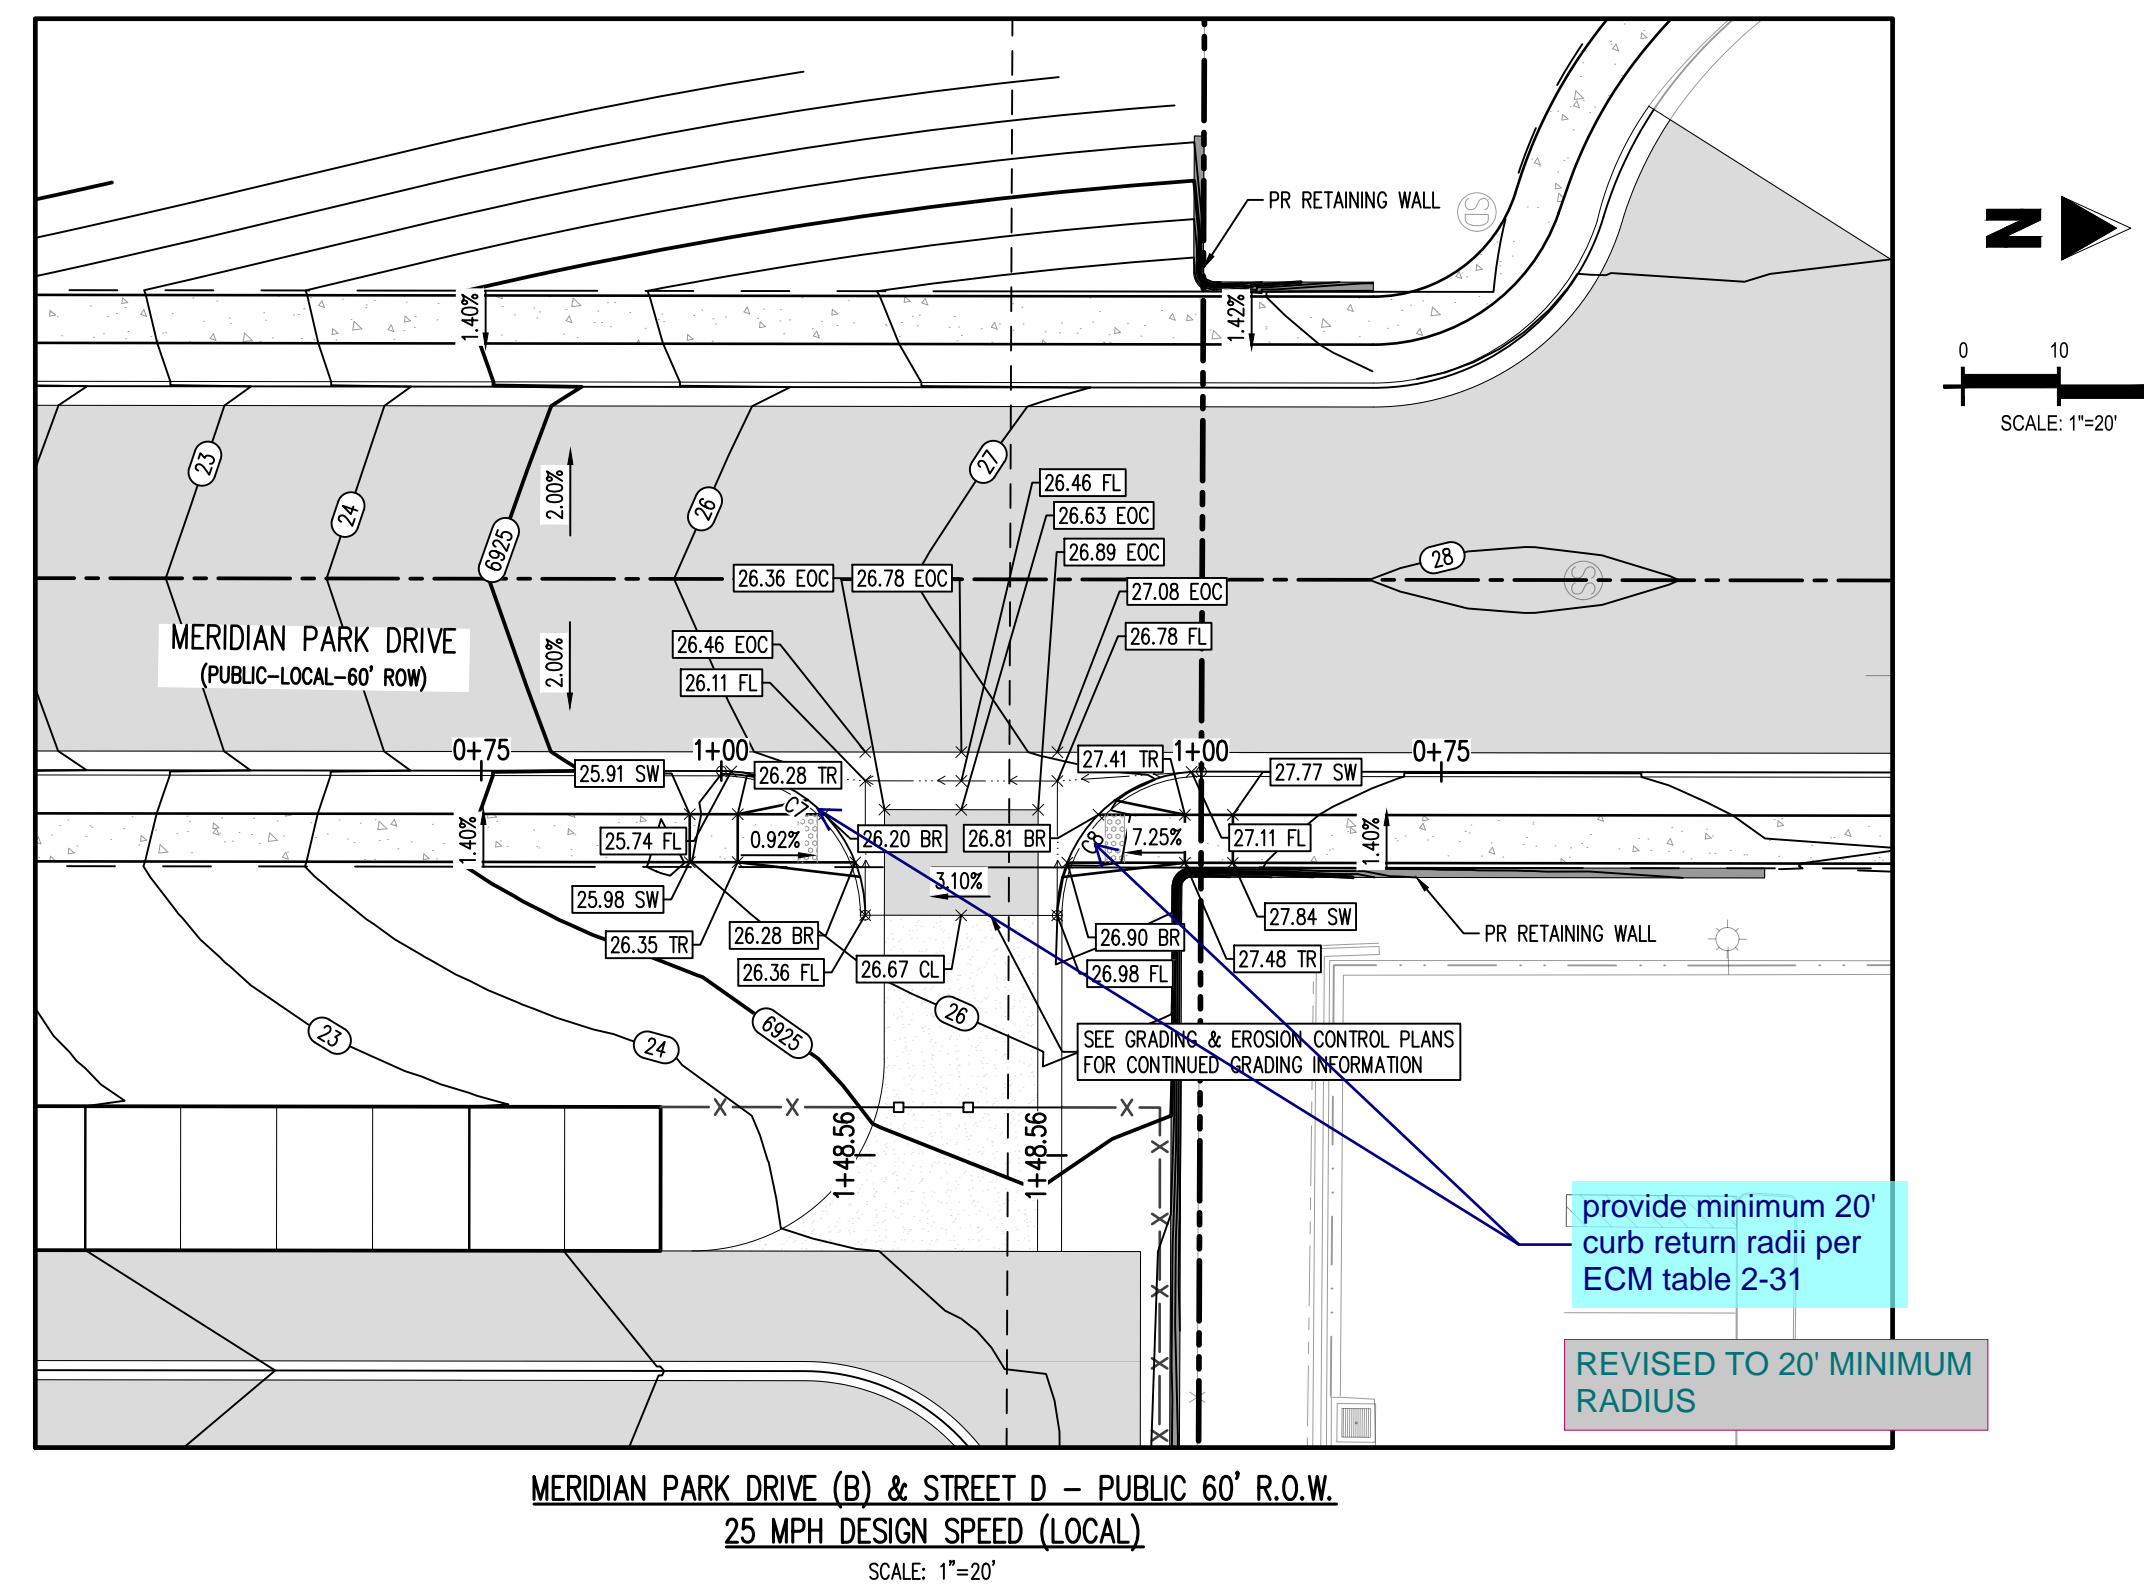 PR RETAINING WALL
SD
N
0 10
SCALE: 1"=20'
1.40%
1.42%
23
24
6925
2.00%
26
27
28
SS
26.46 FL
26.63 EOC
26.89 EOC
27.08 EOC
26.78 FL
26.36 EOC
26.78 EOC
26.46 EOC
26.11 FL
MERIDIAN PARK DRIVE
(PUBLIC-LOCAL-60' ROW)
2.00%
0+75
1+00
1+00
0+75
25.91 SW
26.28 TR
27.41 TR
27.77 SW
C7
C8
1.40%
25.74 FL
0.92%
26.20 BR
26.81 BR
7.25%
27.11 FL
1.40%
3.10%
25.98 SW
26.35 TR
26.28 BR
26.36 FL
26.67 CL
26.90 BR
26.98 FL
27.84 SW
27.48 TR
PR RETAINING WALL
23
24
6925
26
SEE GRADING & EROSION CONTROL PLANS
FOR CONTINUED GRADING INFORMATION
X X X
X
X
X
X
X
1+48.56
1+48.56
provide minimum 20'
curb return radii per
ECM table 2-31
REVISED TO 20' MINIMUM
RADIUS
MERIDIAN PARK DRIVE (B) & STREET D - PUBLIC 60' R.O.W.
25 MPH DESIGN SPEED (LOCAL)
SCALE: 1"=20'